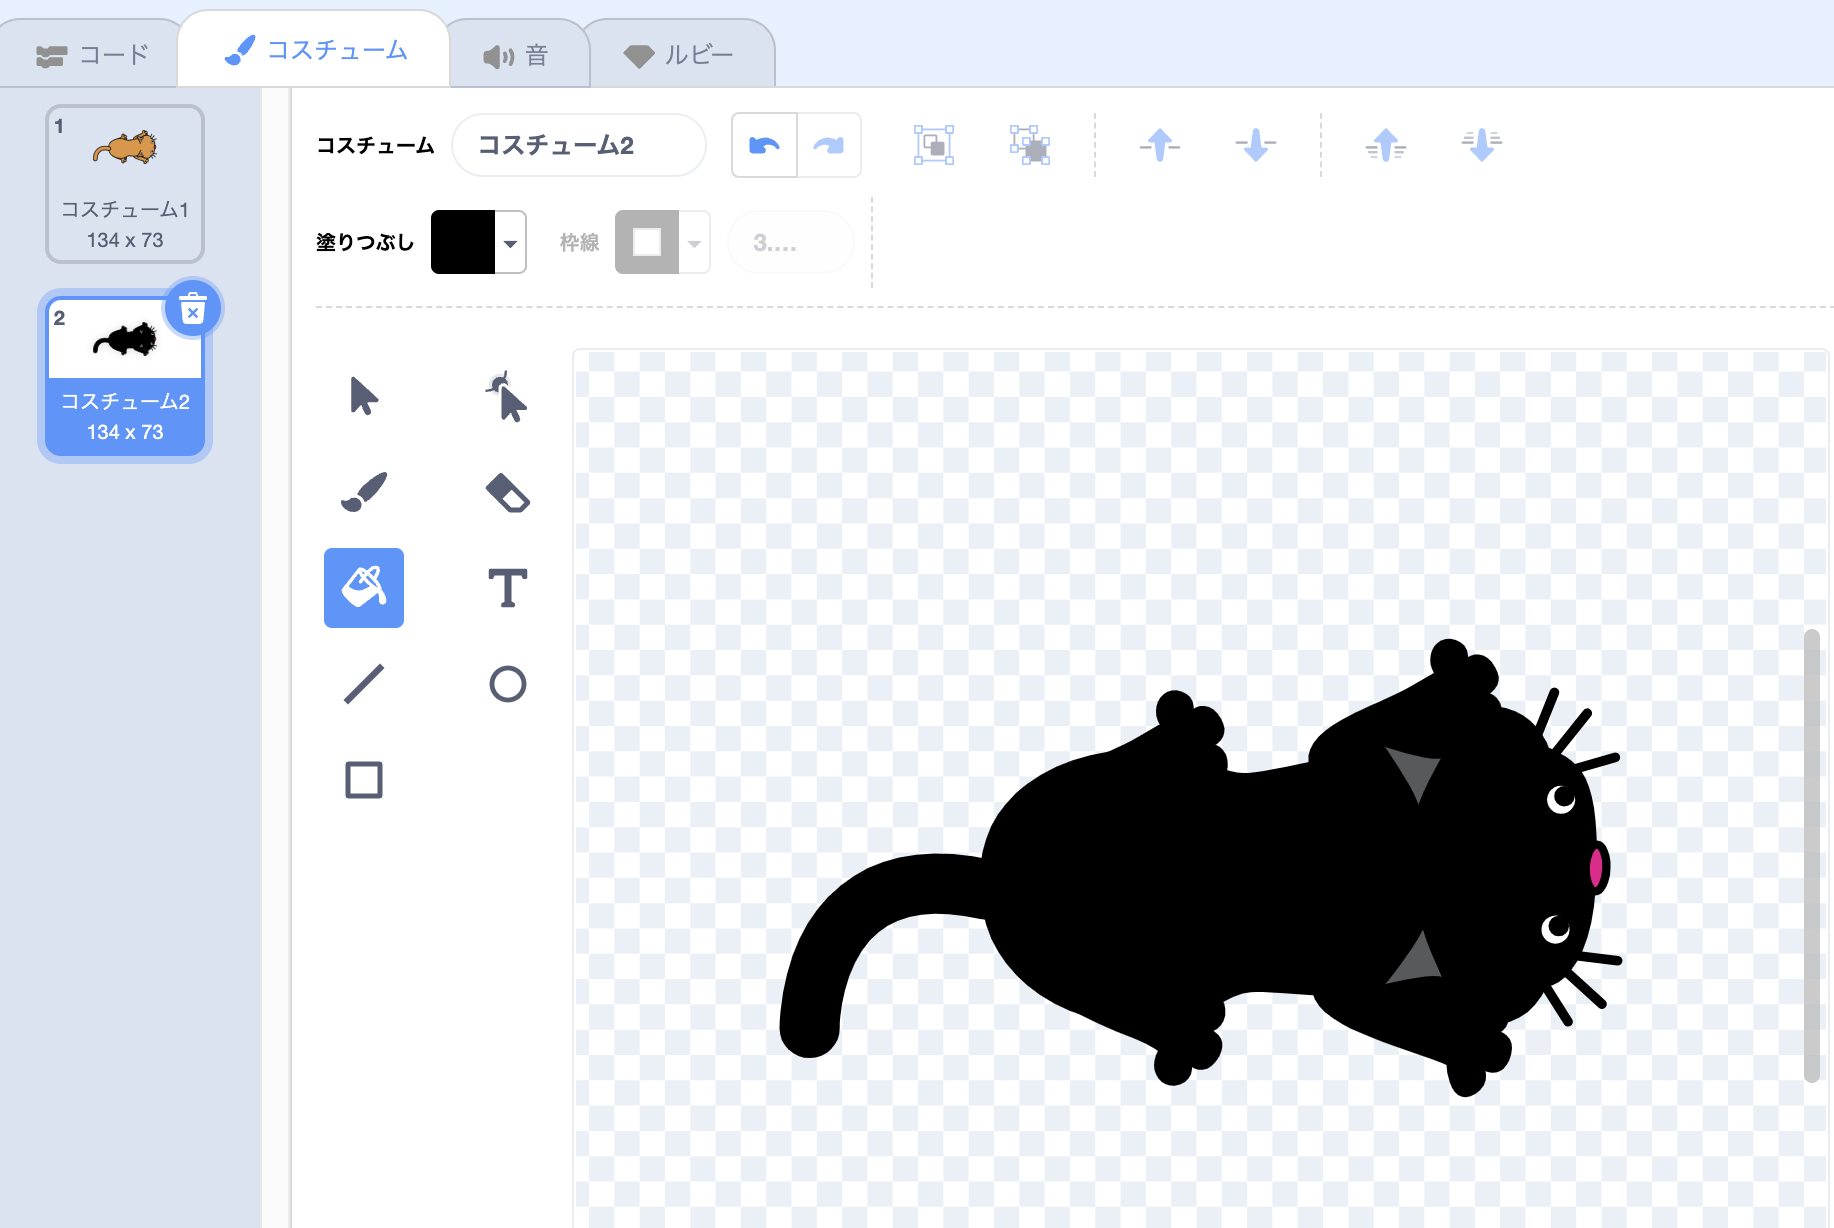 コード
コスチューム
音
ルビー
1
コスチューム1
134 x 73
2
コスチューム2
134 x 73
コスチューム
コスチューム2
塗りつぶし
枠線
3....
T